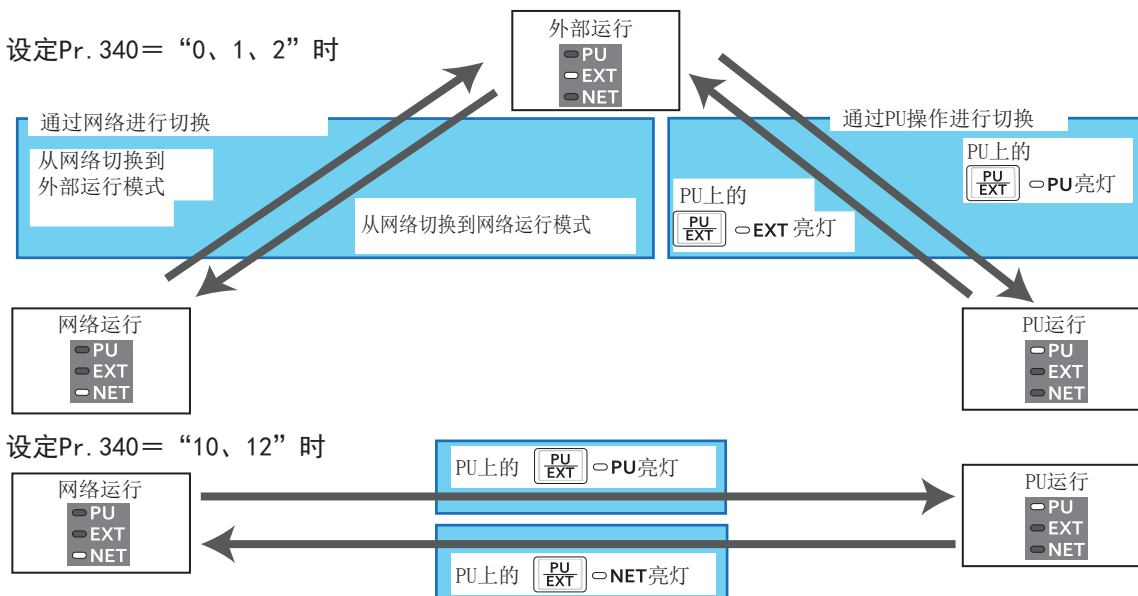 设定Pr.340＝“0、1、2”时
外部运行
PU
EXT
NET
通过网络进行切换
从网络切换到
外部运行模式
从网络切换到网络运行模式
通过PU操作进行切换
PU上的
PU
EXT
PU亮灯
PU上的
PU
EXT
EXT亮灯
网络运行
PU
EXT
NET
PU运行
PU
EXT
NET
设定Pr.340＝“10、12”时
网络运行
PU
EXT
NET
PU上的 PU
EXT
PU亮灯
PU上的 PU
EXT
NET亮灯
PU运行
PU
EXT
NET